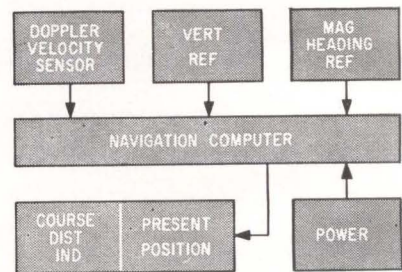 DOPPLER
VELOCITY
SENSOR
VERT
REF
MAG
HEADING
REF
NAVIGATION COMPUTER
COURSE
DIST
IND
PRESENT
POSITION
POWER